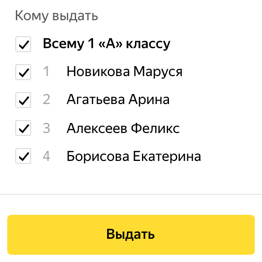 Кому выдать
Всему 1 «А» классу
1 Новикова Маруся
2 Агатьева Арина
3 Алексеев Феликс
4 Борисова Екатерина
Выдать